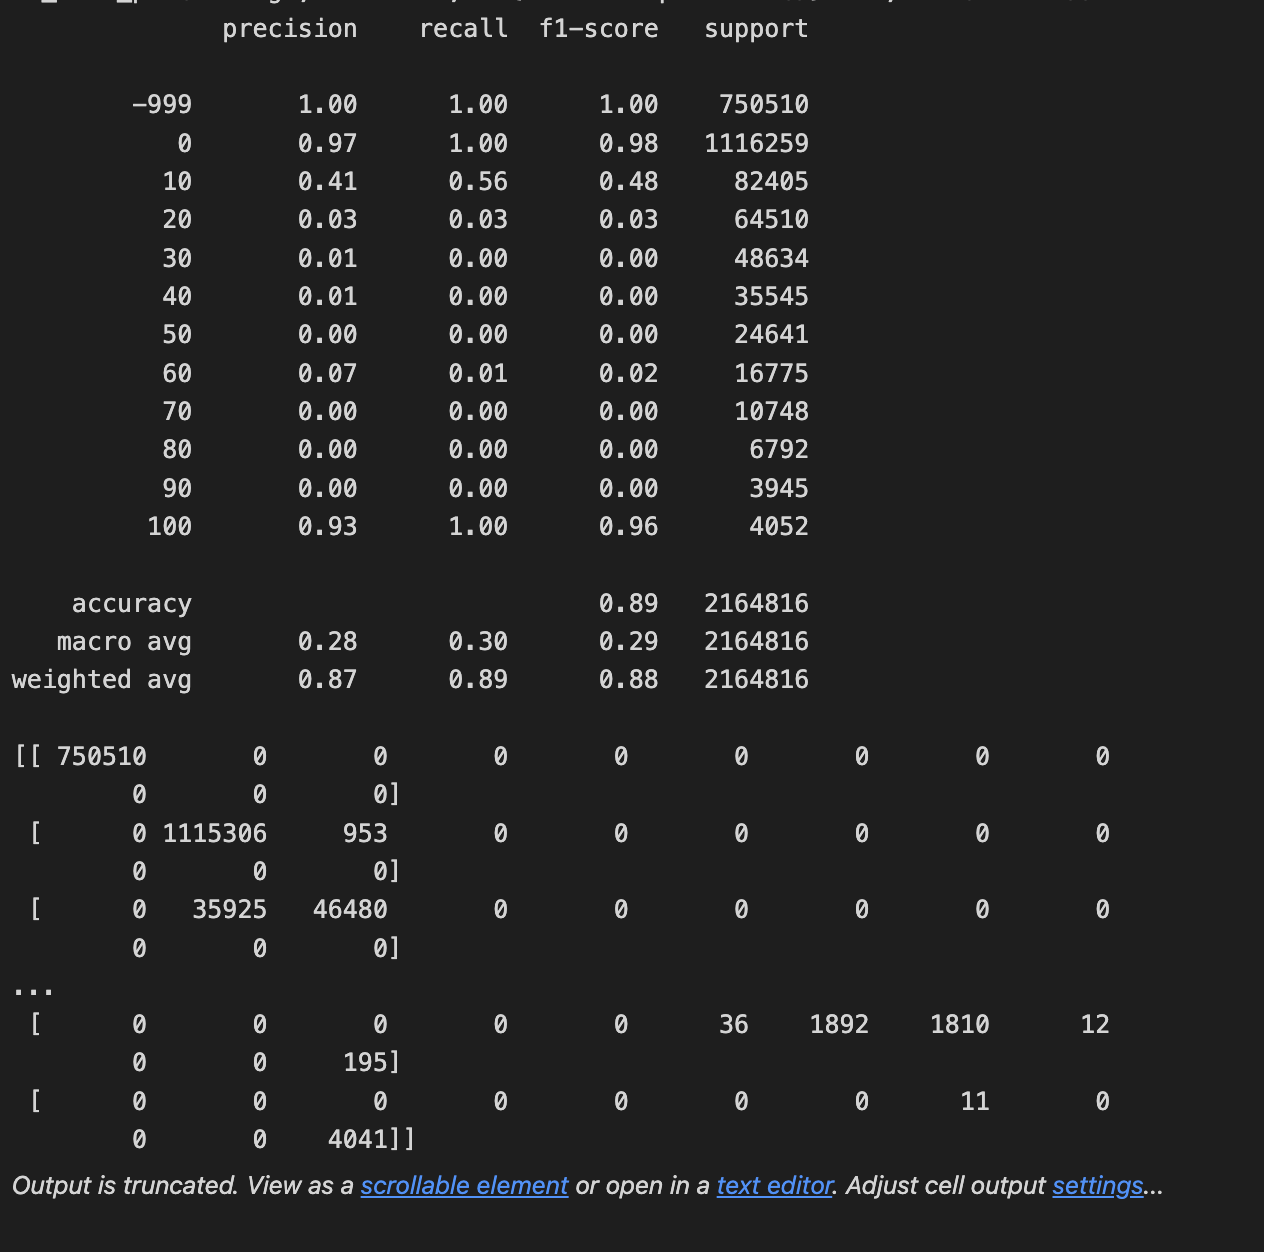 precision    recall  f1-score   support
-999       1.00      1.00      1.00    750510
0       0.97      1.00      0.98   1116259
10       0.41      0.56      0.48     82405
20       0.03      0.03      0.03     64510
30       0.01      0.00      0.00     48634
40       0.01      0.00      0.00     35545
50       0.00      0.00      0.00     24641
60       0.07      0.01      0.02     16775
70       0.00      0.00      0.00     10748
80       0.00      0.00      0.00      6792
90       0.00      0.00      0.00      3945
100       0.93      1.00      0.96      4052
accuracy                           0.89   2164816
macro avg       0.28      0.30      0.29   2164816
weighted avg       0.87      0.89      0.88   2164816
[[ 750510       0       0       0       0       0       0       0       0
0       0       0]
[       0 1115306     953       0       0       0       0       0       0
0       0       0]
[       0   35925   46480       0       0       0       0       0       0
0       0       0]
...
[       0       0       0       0       0      36    1892    1810      12
0       0     195]
[       0       0       0       0       0       0       0      11       0
0       0    4041]]
Output is truncated. View as a scrollable element or open in a text editor. Adjust cell output settings...